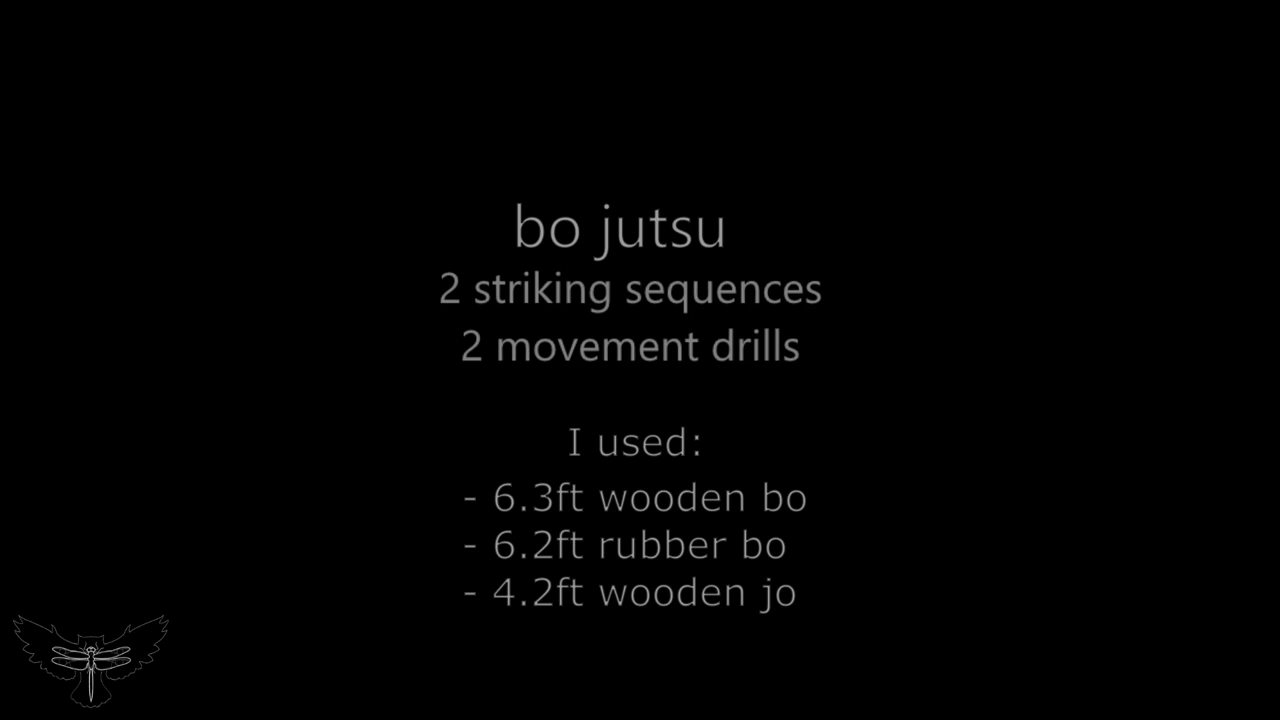 bo jutsu
2 striking sequences
2 movement drills
I used:
- 6.3ft wooden bo
- 6.2ft rubber bo
- 4.2ft wooden jo